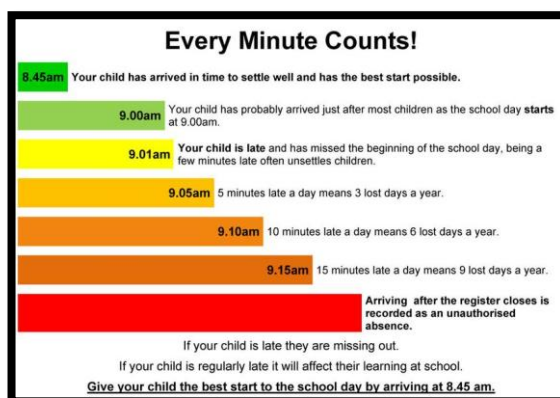 Every Minute Counts!
8.45am Your child has arrived in time to settle well and has the best start possible.
9.00am Your child has probably arrived just after most children as the school day starts
at 9.00am.
9.01am Your child is late and has missed the beginning of the school day, being a
few minutes late often unsettles children.
9.05am 5 minutes late a day means 3 lost days a year.
9.10am 10 minutes late a day means 6 lost days a year.
9.15am 15 minutes late a day means 9 lost days a year.
Arriving after the register closes is
recorded as an unauthorised
absence.
If your child is late they are missing out.
If your child is regularly late it will affect their learning at school.
Give your child the best start to the school day by arriving at 8.45 am.